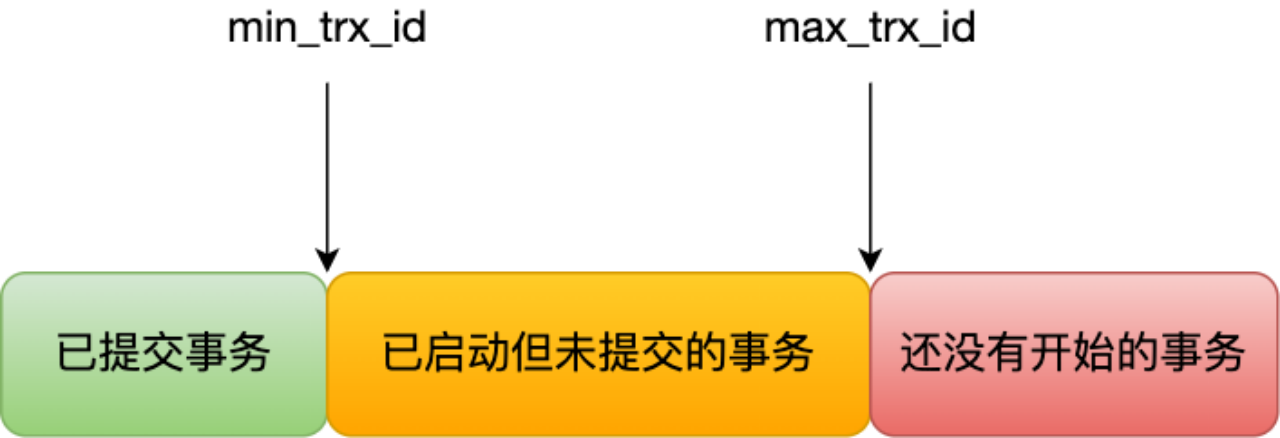 min_trx_id
max_trx_id
已提交事务
已启动但未提交的事务
还没有开始的事务